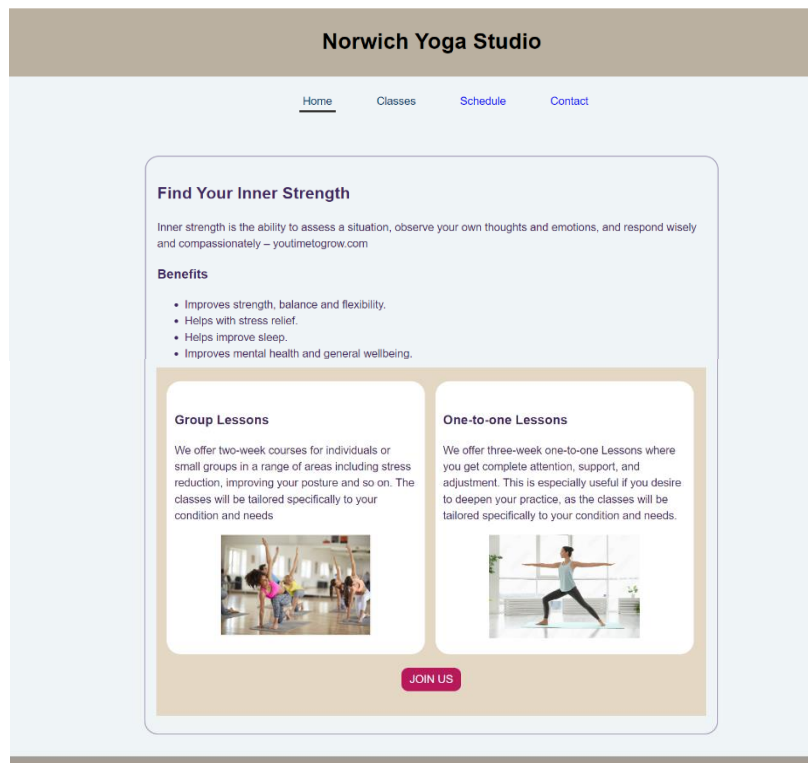 Norwich Yoga Studio
Home Classes Schedule Contact
Find Your Inner Strength
Inner strength is the ability to assess a situation, observe your own thoughts and emotions, and respond wisely
and compassionately – youtimetogrow.com
Benefits
• Improves strength, balance and flexibility.
• Helps with stress relief.
• Helps improve sleep.
• Improves mental health and general wellbeing.
Group Lessons
We offer two-week courses for individuals or
small groups in a range of areas including stress
reduction, improving your posture and so on. The
classes will be tailored specifically to your
condition and needs
One-to-one Lessons
We offer three-week one-to-one Lessons where
you get complete attention, support, and
adjustment. This is especially useful if you desire
to deepen your practice, as the classes will be
tailored specifically to your condition and needs.
JOIN US